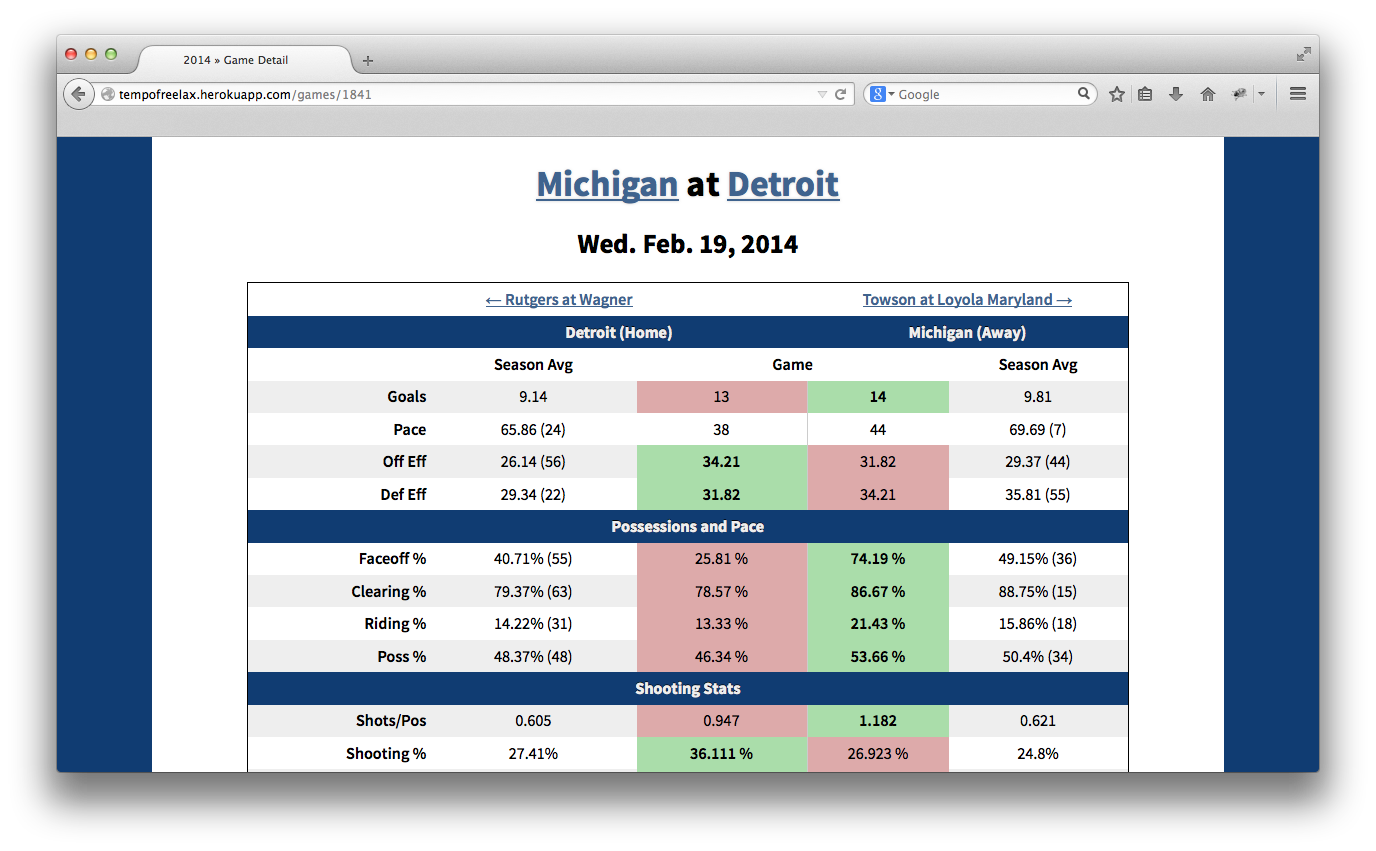 2014 » Game Detail
tempofreelax.herokuapp.com/games/1841
Google
Michigan at Detroit
Wed. Feb. 19, 2014
← Rutgers at Wagner Towson at Loyola Maryland →
Detroit (Home) Michigan (Away)
Season Avg Game Season Avg
Goals 9.14 13 14 9.81
Pace 65.86 (24) 38 44 69.69 (7)
Off Eff 26.14 (56) 34.21 31.82 29.37 (44)
Def Eff 29.34 (22) 31.82 34.21 35.81 (55)
Possessions and Pace
Faceoff % 40.71% (55) 25.81 % 74.19 % 49.15% (36)
Clearing % 79.37% (63) 78.57 % 86.67 % 88.75% (15)
Riding % 14.22% (31) 13.33 % 21.43 % 15.86% (18)
Poss % 48.37% (48) 46.34 % 53.66 % 50.4% (34)
Shooting Stats
Shots/Pos 0.605 0.947 1.182 0.621
Shooting % 27.41% 36.111 % 26.923 % 24.8%